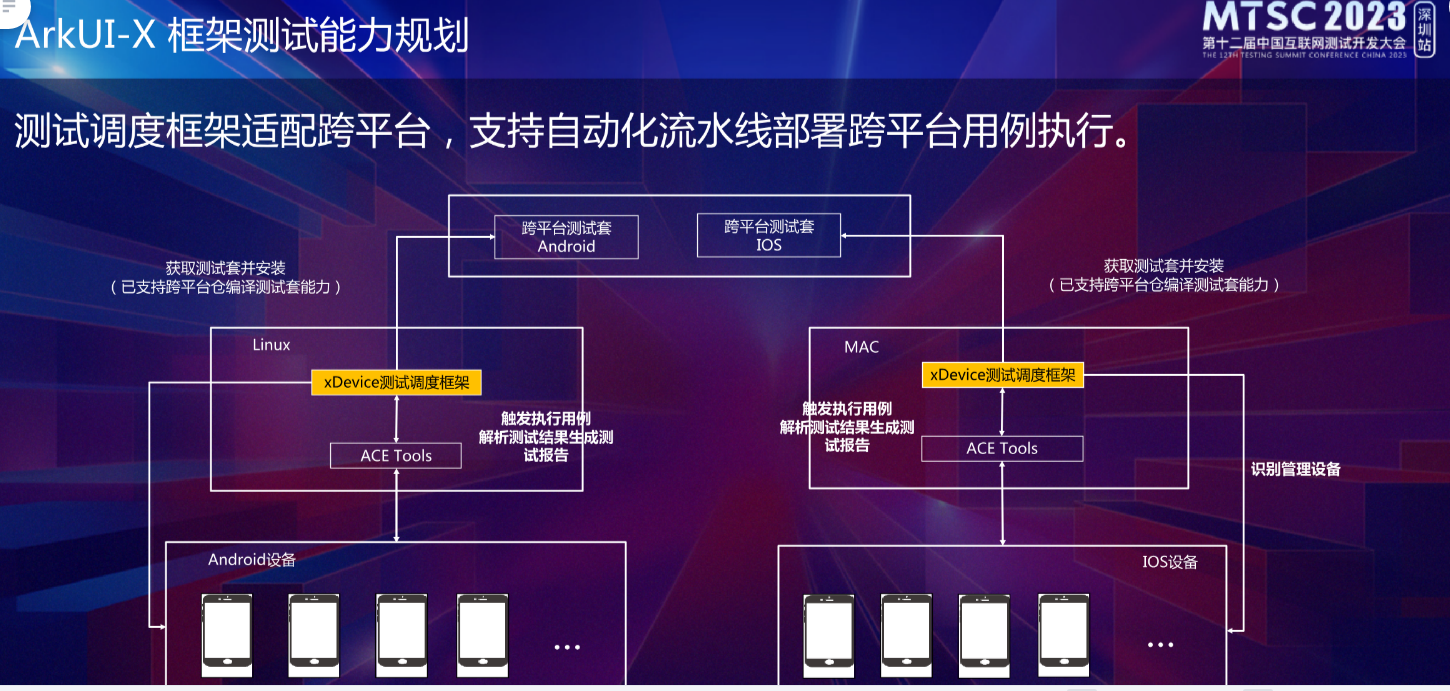 ArkUI-X 框架测试能力规划
MTSC 2023
深圳站
第十二届中国互联网测试开发大会
THE 12TH TESTING SUMMIT CONFERENCE CHINA 2023
测试调度框架适配跨平台，支持自动化流水线部署跨平台用例执行。
跨平台测试套
Android
跨平台测试套
IOS
获取测试套并安装
（已支持跨平台仓编译测试套能力）
获取测试套并安装
（已支持跨平台仓编译测试套能力）
Linux
xDevice测试调度框架
触发执行用例
解析测试结果生成测
试报告
ACE Tools
MAC
xDevice测试调度框架
触发执行用例
解析测试结果生成测
试报告
ACE Tools
识别管理设备
Android设备
...
IOS设备
...